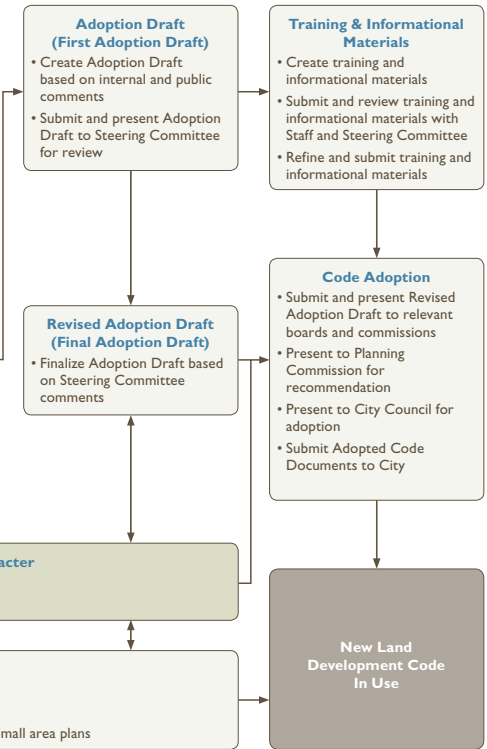 Adoption Draft
(First Adoption Draft)
• Create Adoption Draft
based on internal and public
comments
• Submit and present Adoption
Draft to Steering Committee
for review
Training & Informational
Materials
• Create training and
informational materials
• Submit and review training and
informational materials with
Staff and Steering Committee
• Refine and submit training and
informational materials
Revised Adoption Draft
(Final Adoption Draft)
• Finalize Adoption Draft based
on Steering Committee
comments
Code Adoption
• Submit and present Revised
Adoption Draft to relevant
boards and commissions
• Present to Planning
Commission for
recommendation
• Present to City Council for
adoption
• Submit Adopted Code
Documents to City
acter
mall area plans
New Land
Development Code
In Use